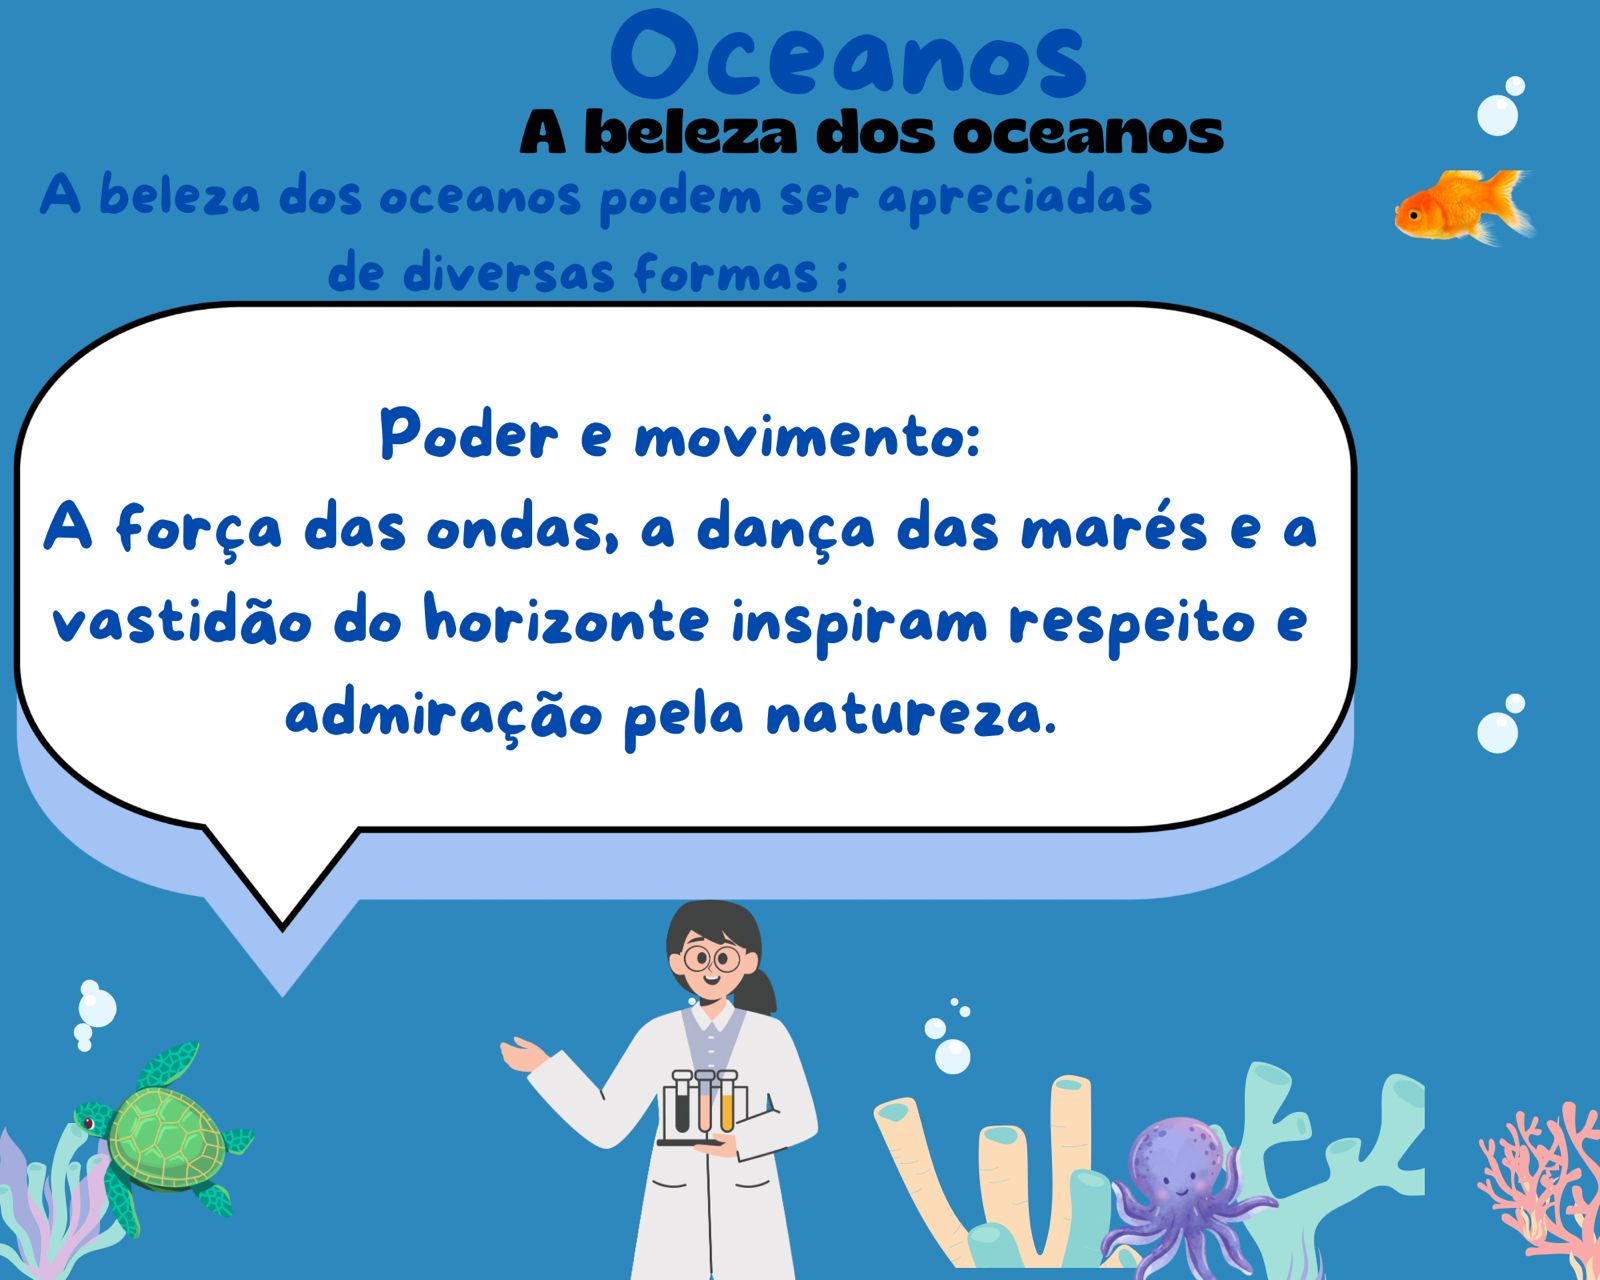 Oceanos
A beleza dos oceanos
A beleza dos oceanos podem ser apreciadas
de diversas formas ;
Poder e movimento:
A força das ondas, a dança das marés e a
vastidão do horizonte inspiram respeito e
admiração pela natureza.